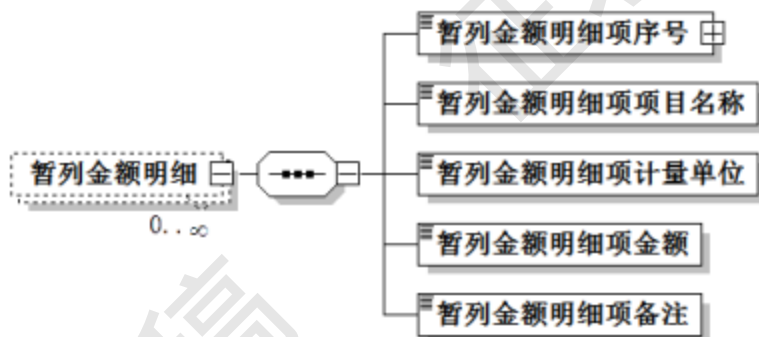 暂列金额明细项序号
暂列金额明细项项目名称
暂列金额明细
暂列金额明细项计量单位
0..∞
暂列金额明细项金额
暂列金额明细项备注
稿